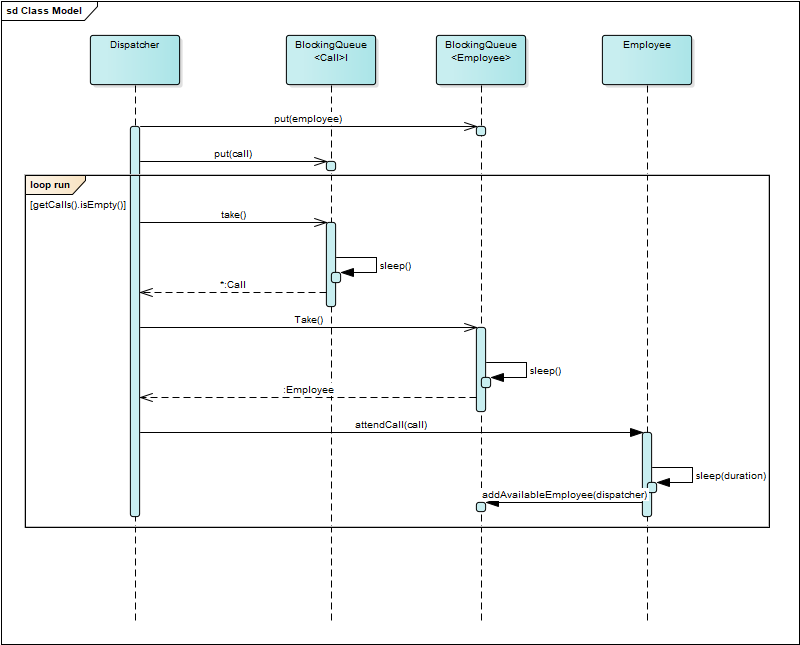 sd Class Model
Dispatcher
BlockingQueue
<Call>l
BlockingQueue
<Employee>
Employee
put(employee)
put(call)
loop run
[getCalls().isEmpty()]
take()
sleep()
*:Call
Take()
sleep()
:Employee
attendCall(call)
sleep(duration)
addAvailableEmployee(dispatcher)